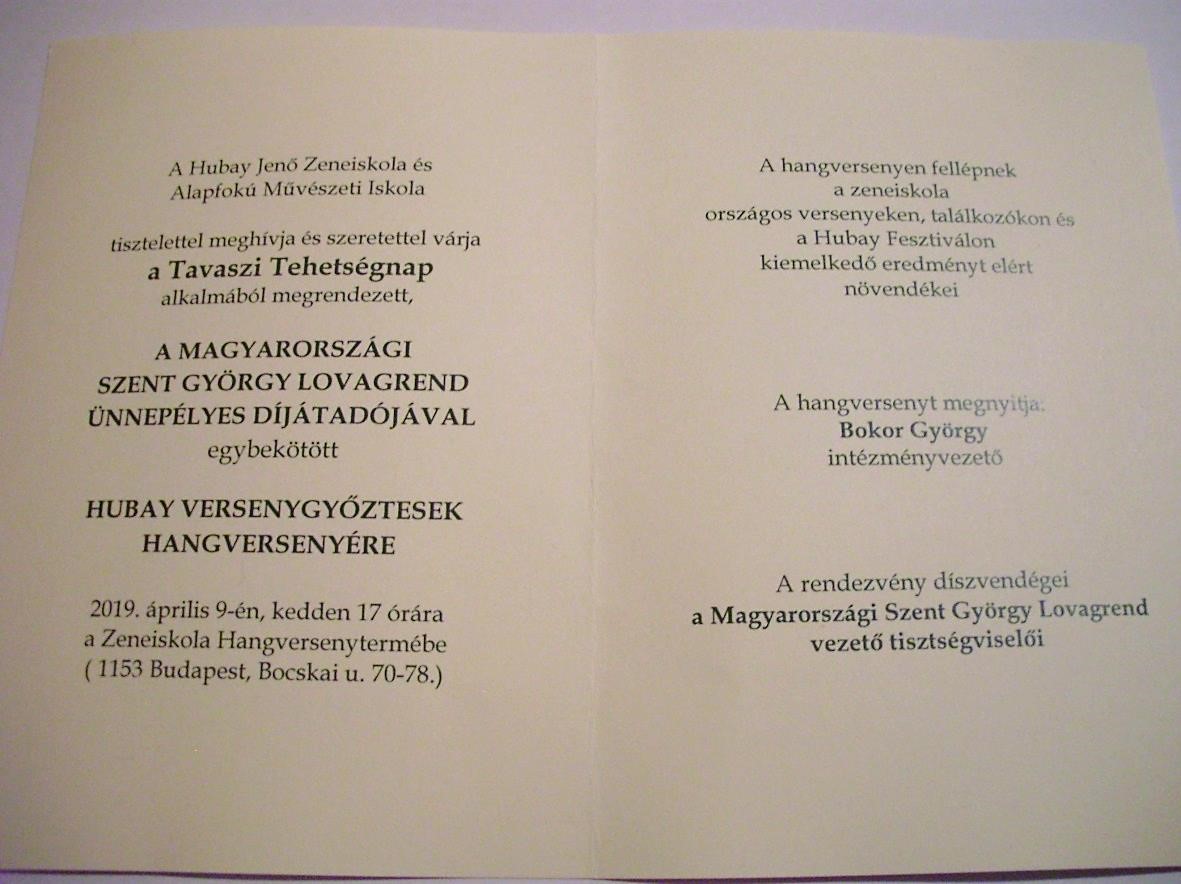 A Hubay Jenő Zeneiskola és
Alapfokú Művészeti Iskola
tisztelettel meghívja és szeretettel várja
a Tavaszi Tehetségnap
alkalmából megrendezett,
A MAGYARORSZÁGI
SZENT GYÖRGY LOVAGREND
ÜNNEPÉLYES DÍJÁTADÓJÁVAL
egybekötött
HUBAY VERSENYGYŐZTESEK
HANGVERSENYÉRE
2019. április 9-én, kedden 17 órára
a Zeneiskola Hangversenytermébe
( 1153 Budapest, Bocskai u. 70-78.)
A hangversenyen fellépnek
a zeneiskola
országos versenyeken, találkozókon és
a Hubay Fesztiválon
kiemelkedő eredményt elért
növendékei
A hangversenyt megnyitja:
Bokor György
intézményvezető
A rendezvény díszvendégei
a Magyarországi Szent György Lovagrend
vezető tisztségviselői